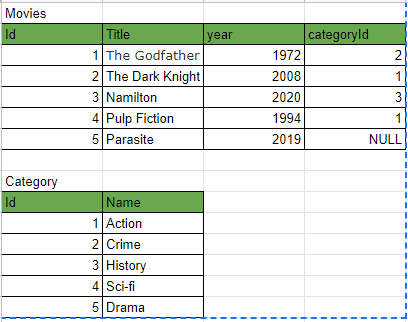 Movies
Id Title year categoryId
1 The Godfather 1972 2
2 The Dark Knight 2008 1
3 Namilton 2020 3
4 Pulp Fiction 1994 1
5 Parasite 2019 NULL
Category
Id Name
1 Action
2 Crime
3 History
4 Sci-fi
5 Drama